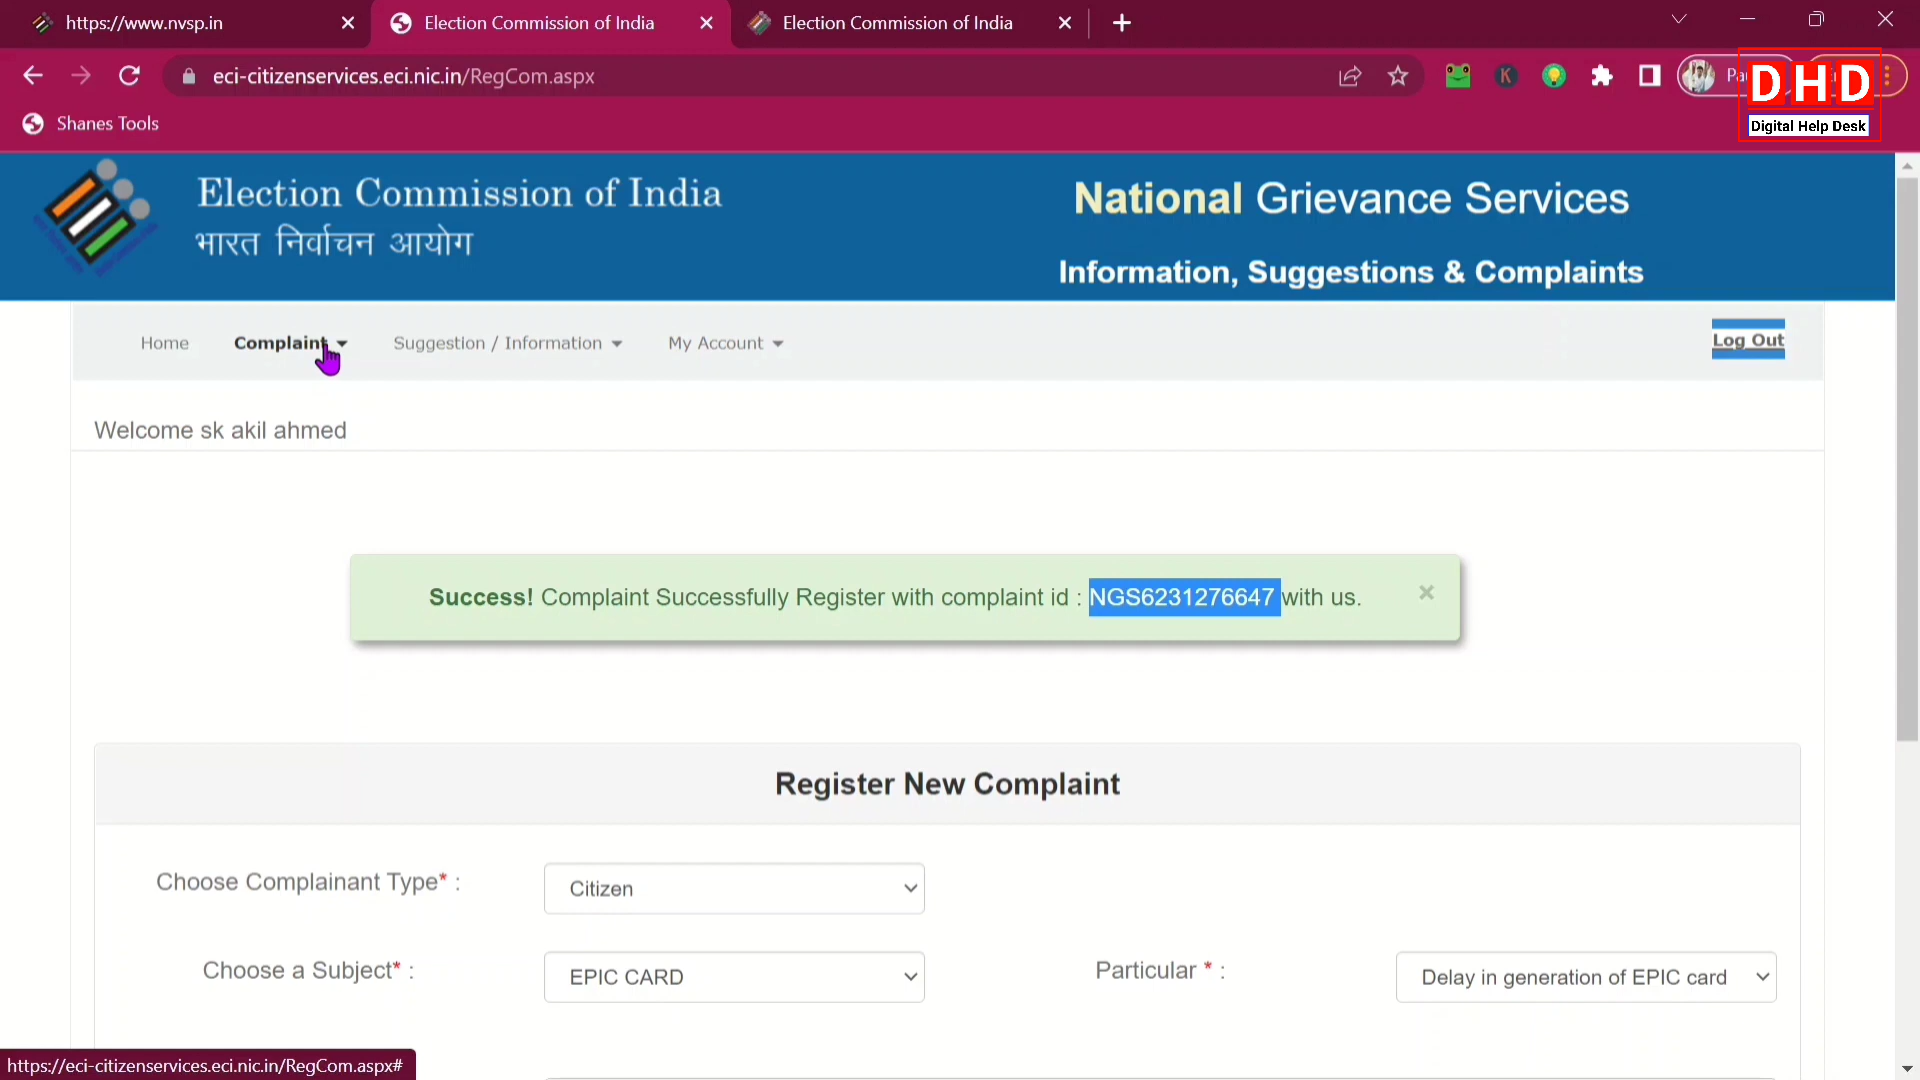 https://www.nvsp.in
Election Commission of India
Election Commission of India
eci-citizenservices.eci.nic.in/RegCom.aspx
K
DHD
Digital Help Desk
Shanes Tools
Election Commission of India
भारत निर्वाचन आयोग
National Grievance Services
Information, Suggestions & Complaints
Home
Complaint
Suggestion / Information
My Account
Log Out
Welcome sk akil ahmed
Success! Complaint Successfully Register with complaint id : NGS6231276647 with us.
×
Register New Complaint
Choose Complainant Type* :
Citizen
Choose a Subject* :
EPIC CARD
Particular * :
Delay in generation of EPIC card
https://eci-citizenservices.eci.nic.in/RegCom.aspx#